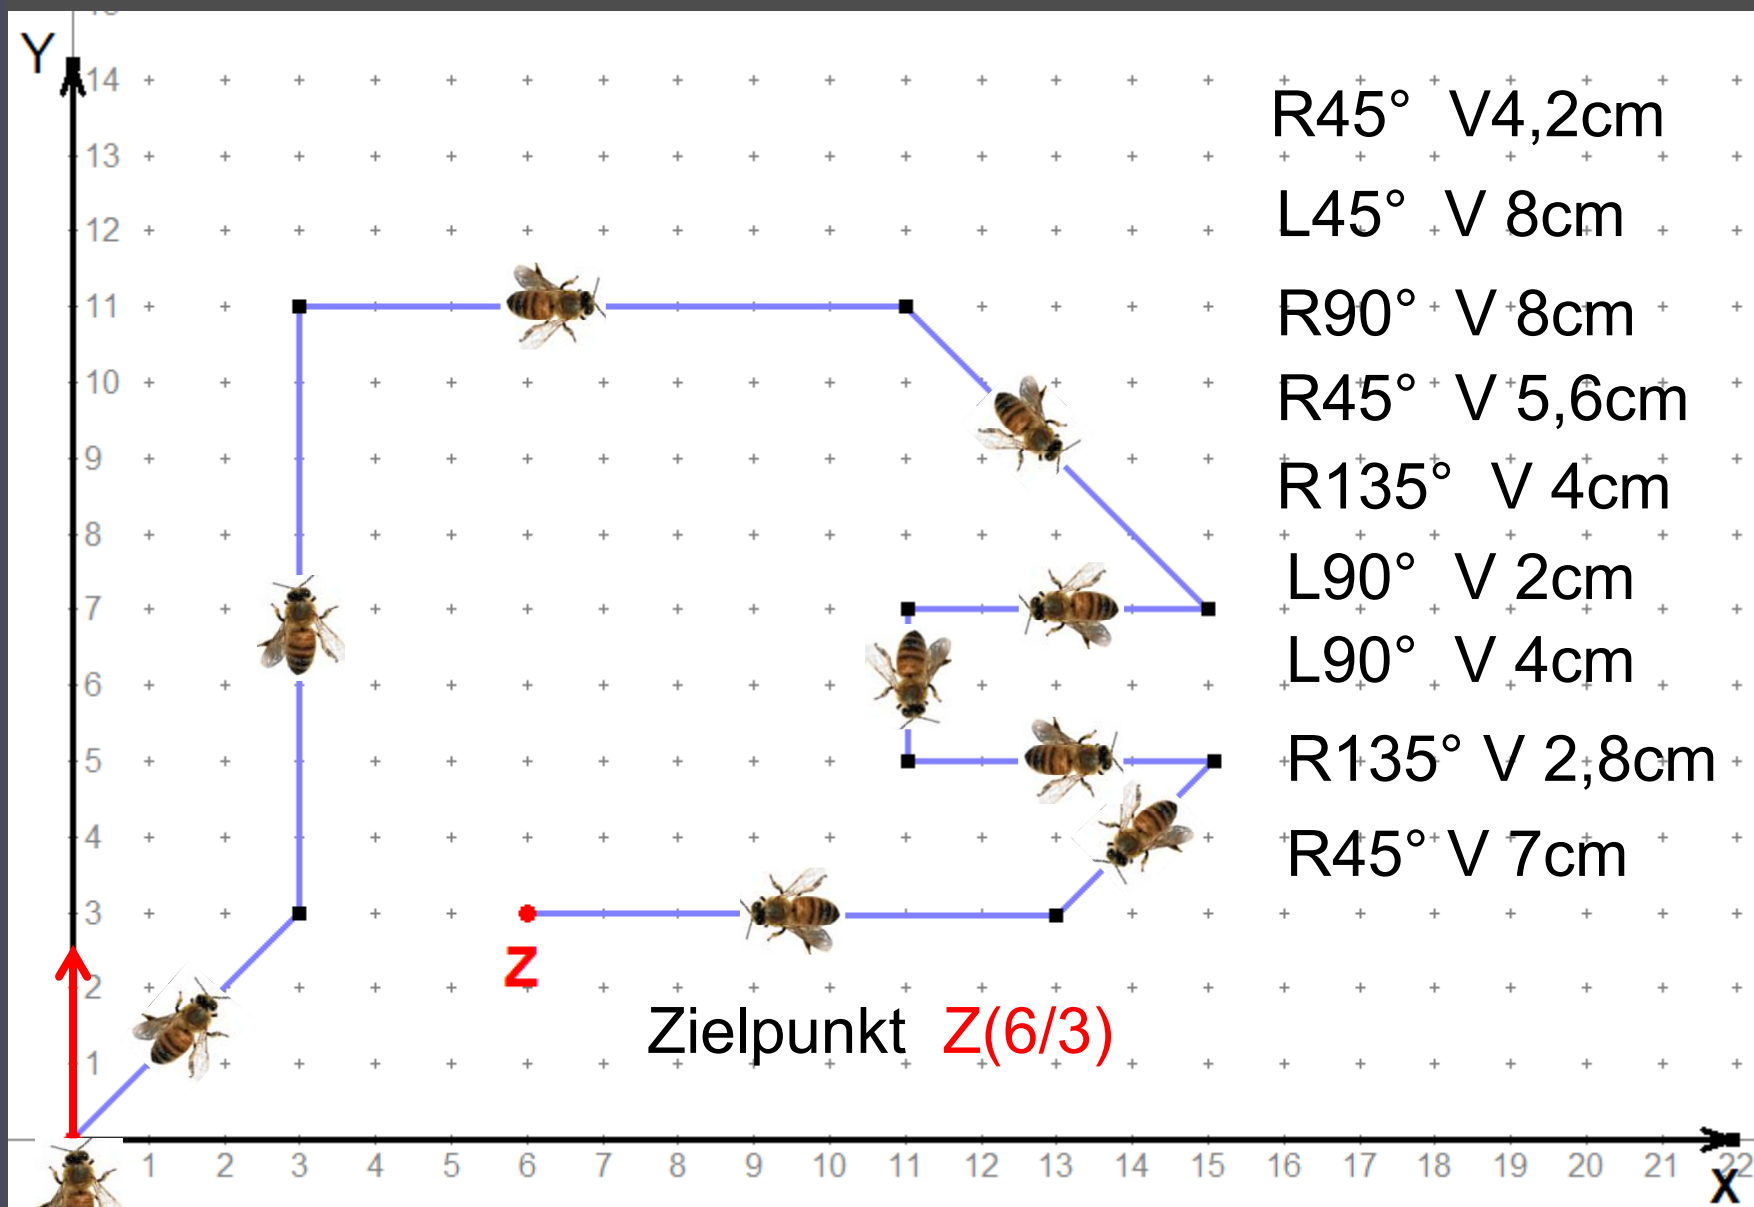 Y
14
13
12
11
10
9
8
7
6
5
4
3
2
1
R45° V4,2cm
L45° V 8cm
R90° V 8cm
R45° V 5,6cm
R135° V 4cm
L90° V 2cm
L90° V 4cm
R135° V 2,8cm
R45° V 7cm
Z
Zielpunkt Z(6/3)
1 2 3 4 5 6 7 8 9 10 11 12 13 14 15 16 17 18 19 20 21 22
X